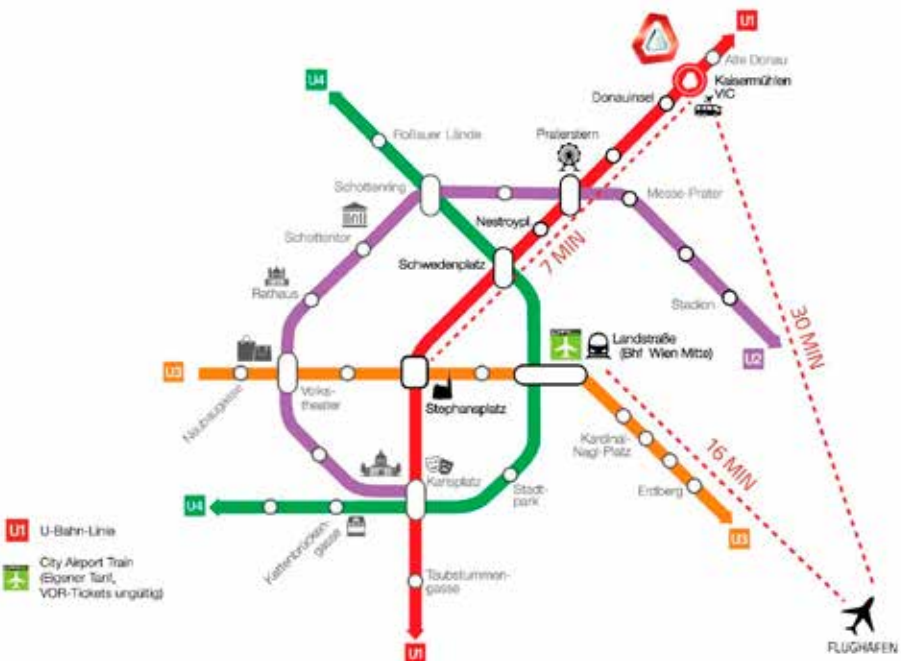 U1
Alte Donau
Kaisermühlen
VIC
Donauinsel
U4
Roßauer Lände
Praterstern
Schottenring
Messe-Prater
Nestroypl.
Schottentor
Schwedenplatz
7 MIN
Rathaus
Stadion
30 MIN
Landstraße
(Bhf. Wien Mitte)
U2
U3
Volks-
theater
Stephansplatz
Neubaugasse
Kardinal-
Nagl-Platz
16 MIN
Karlsplatz
Stadt-
park
Erdberg
U4
U3
Kettenbrücken-
gasse
U1
U-Bahn-Linie
City Airport Train
(Eigener Tarif,
VOR-Tickets ungültig)
Taubstummen-
gasse
U1
FLUGHAFEN